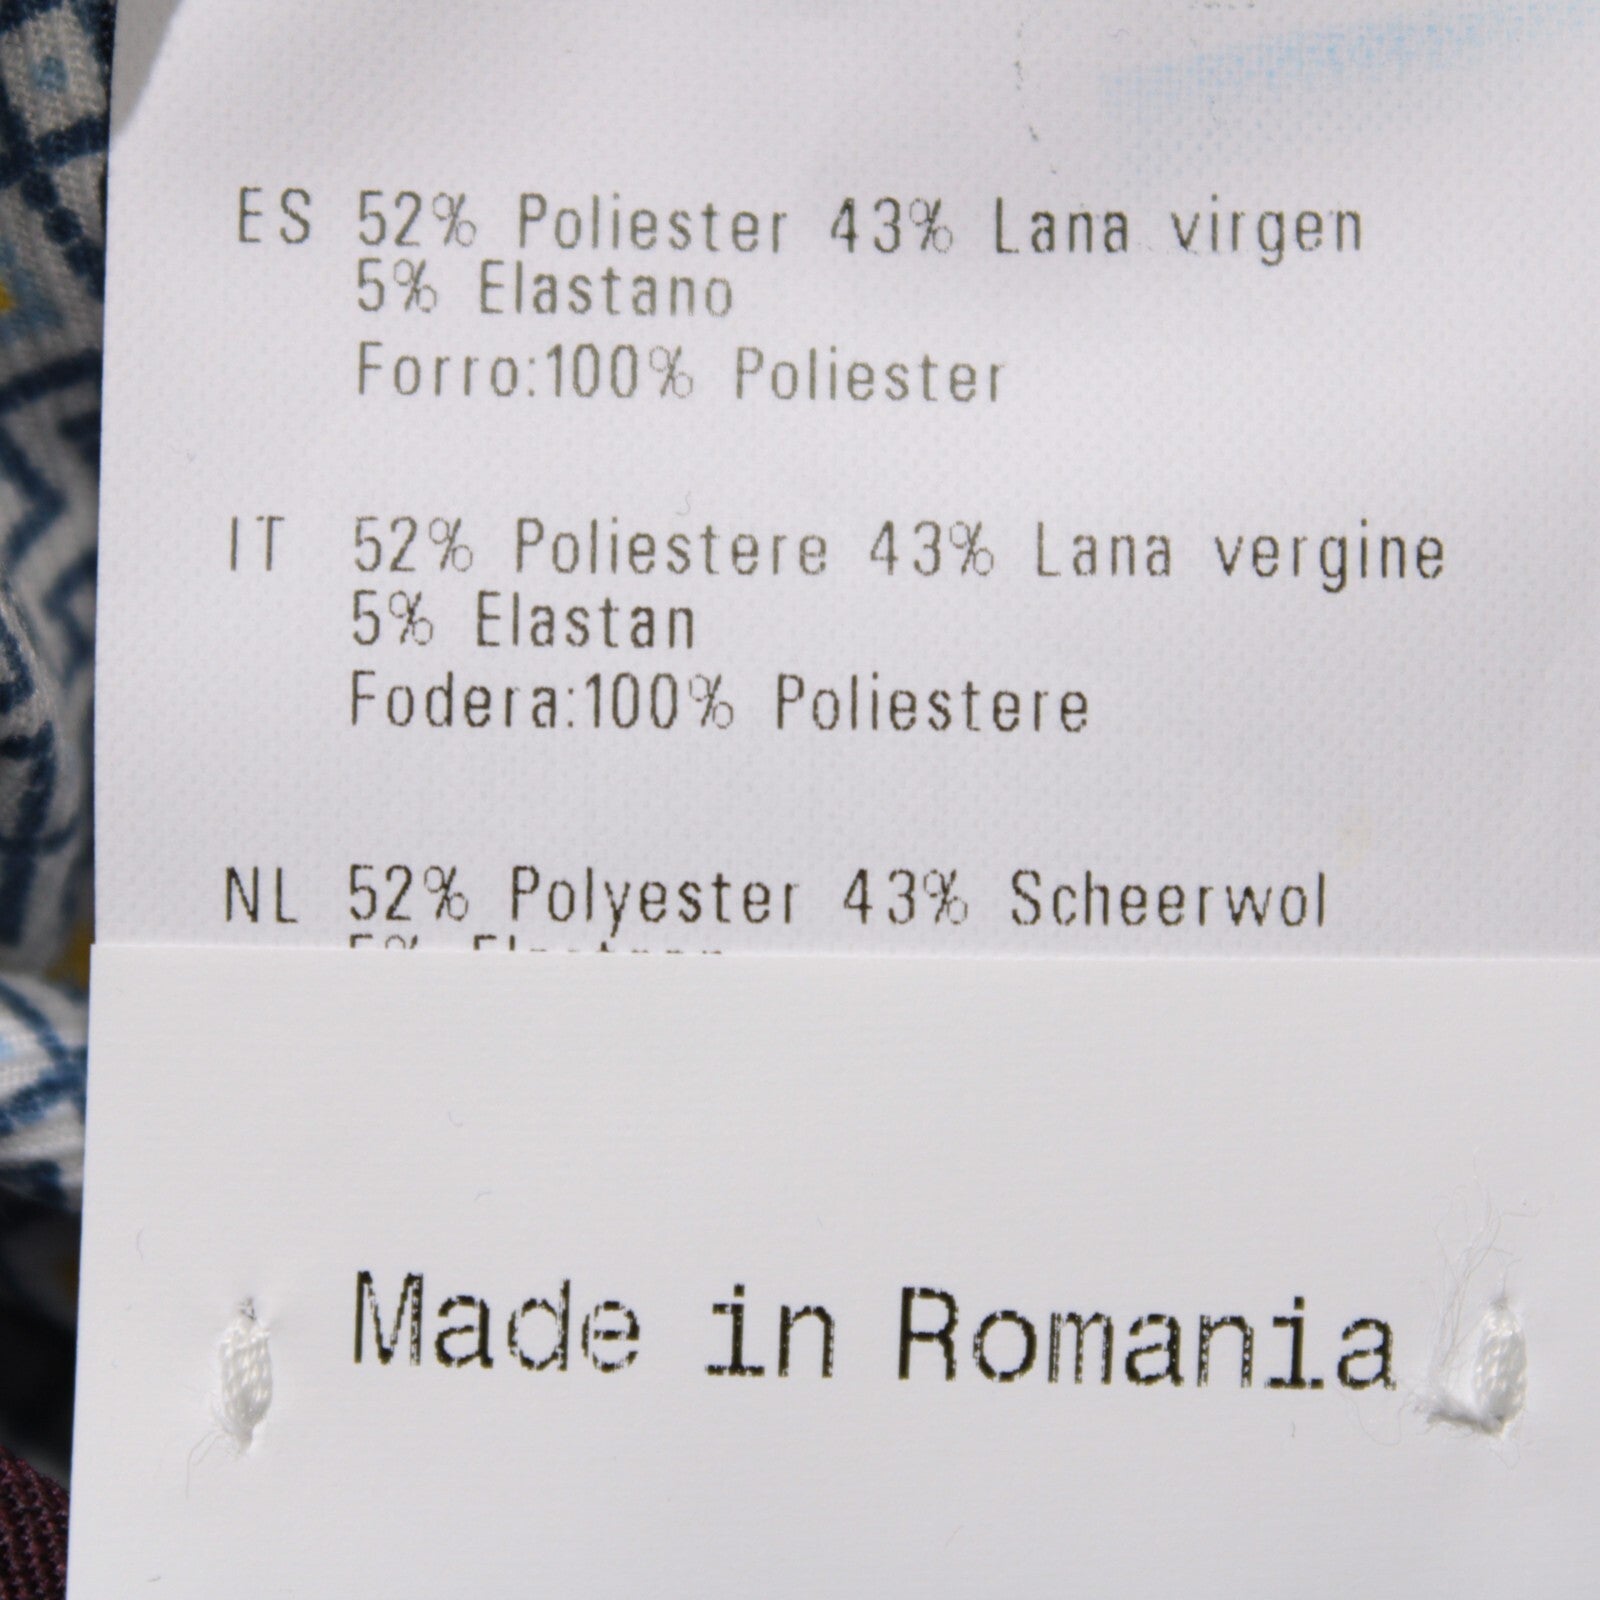 ES 52% Poliester 43% Lana virgen
5% Elastano
Forro:100% Poliester
IT 52% Poliestere 43% Lana vergine
5% Elastan
Fodera:100% Poliestere
NL 52% Polyester 43% Scheerwol
Made in Romania